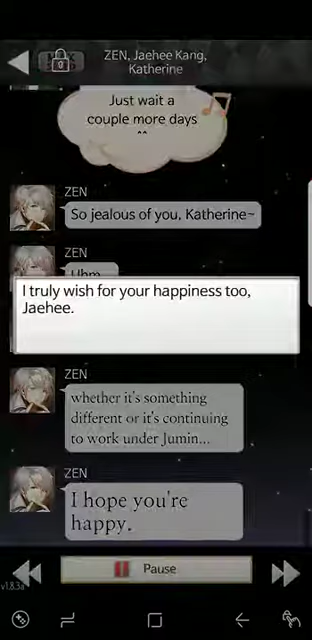 ZEN, Jaehee Kang,
Katherine
Just wait a
couple more days
^^
ZEN
So jealous of you, Katherine~
ZEN
Uhm
I truly wish for your happiness too,
Jaehee.
ZEN
whether it's something
different or it's continuing
to work under Jumin...
ZEN
I hope you're
happy.
Pause
v1.8.3a